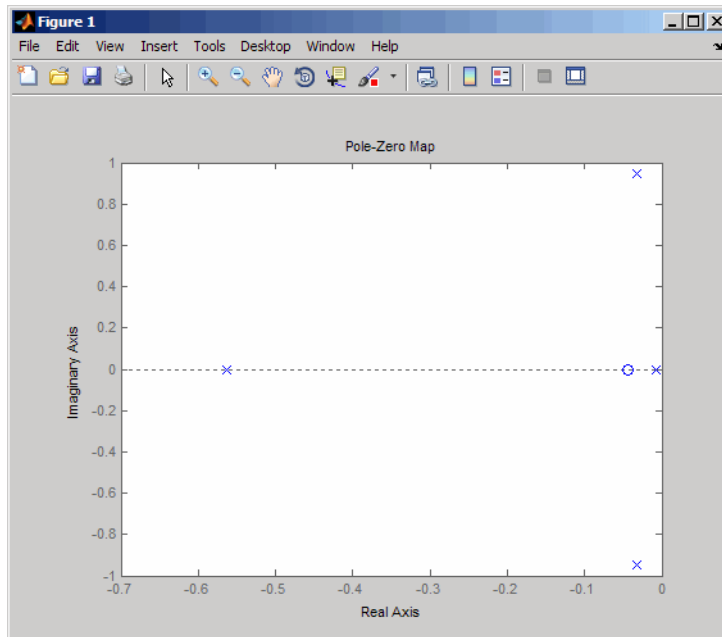 Figure 1
File Edit View Insert Tools Desktop Window Help
Pole-Zero Map
1
0.8
0.6
0.4
0.2
0
-0.2
-0.4
-0.6
-0.8
-1
Imaginary Axis
-0.7 -0.6 -0.5 -0.4 -0.3 -0.2 -0.1 0
Real Axis